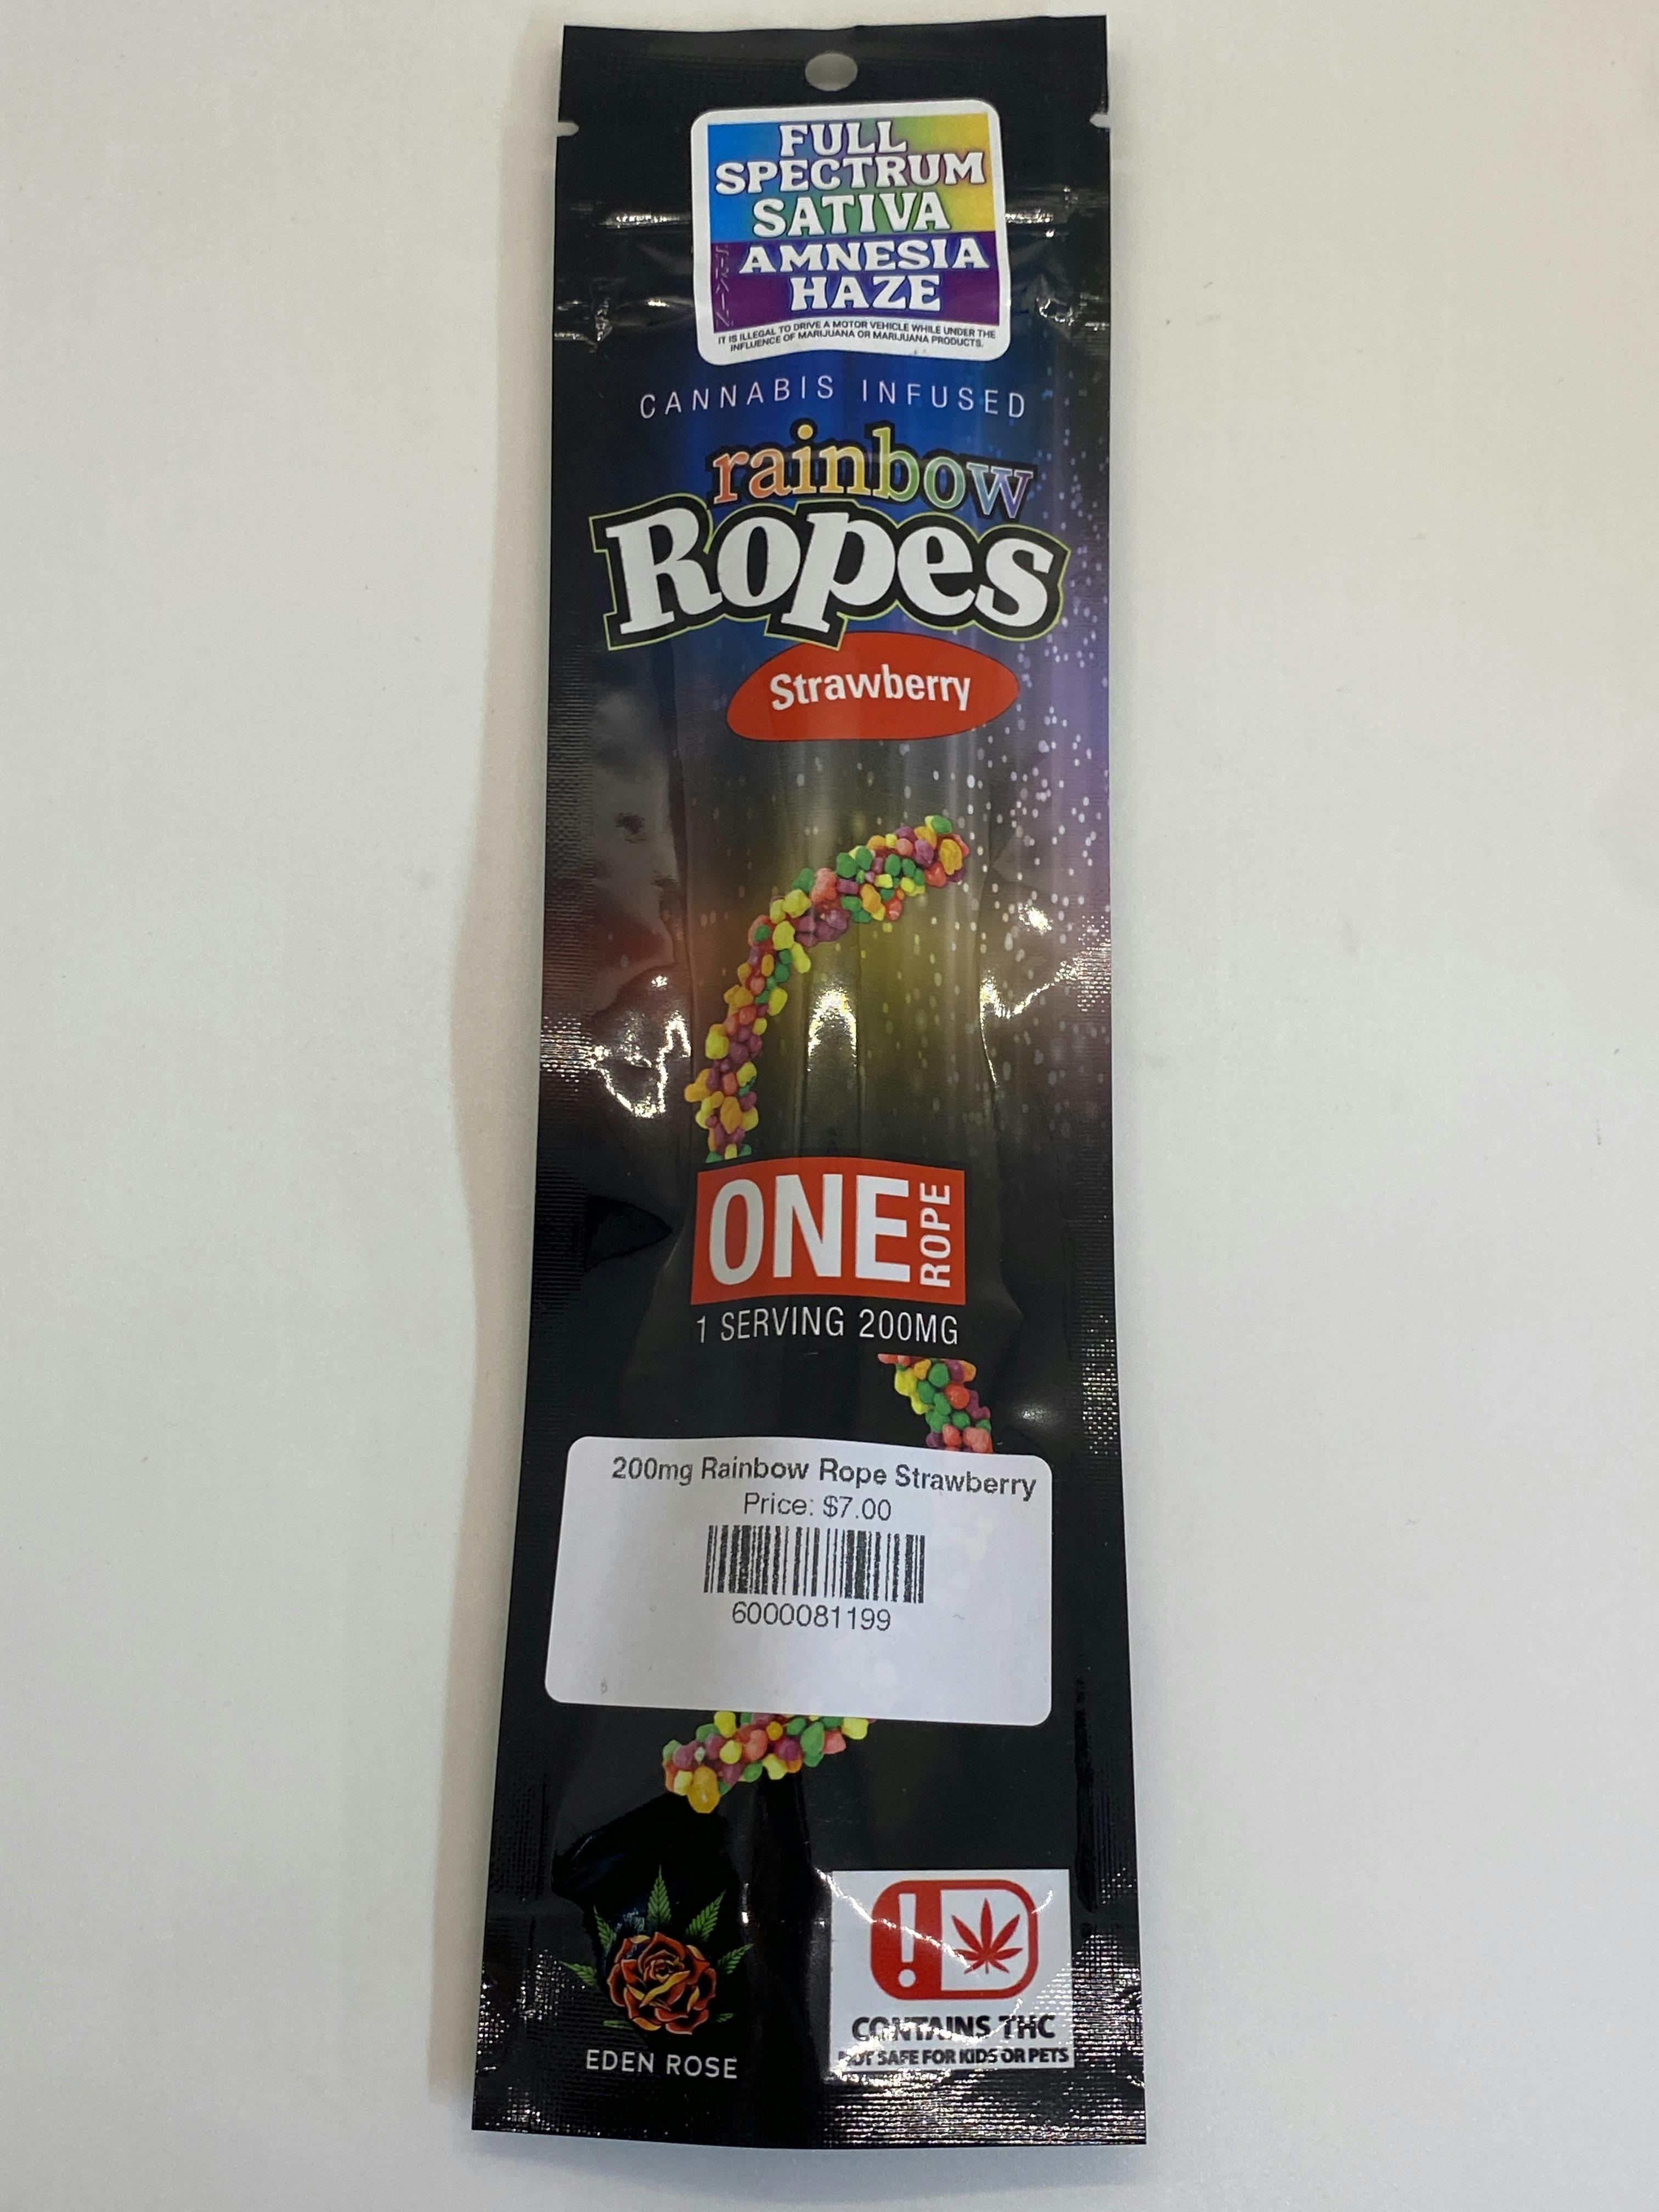 FULL
SPECTRUM
SATIVA
STRAIN
AMNESIA
HAZE
IT IS ILLEGAL TO DRIVE A MOTOR VEHICLE WHILE UNDER THE
INFLUENCE OF MARIJUANA OR MARIJUANA PRODUCTS.
CANNABIS INFUSED
rainbow
Ropes
Strawberry
ONE
ROPE
1 SERVING 200MG
200mg Rainbow Rope Strawberry
Price: $7.00
6000081199
EDEN ROSE
!
CONTAINS THC
NOT SAFE FOR KIDS OR PETS